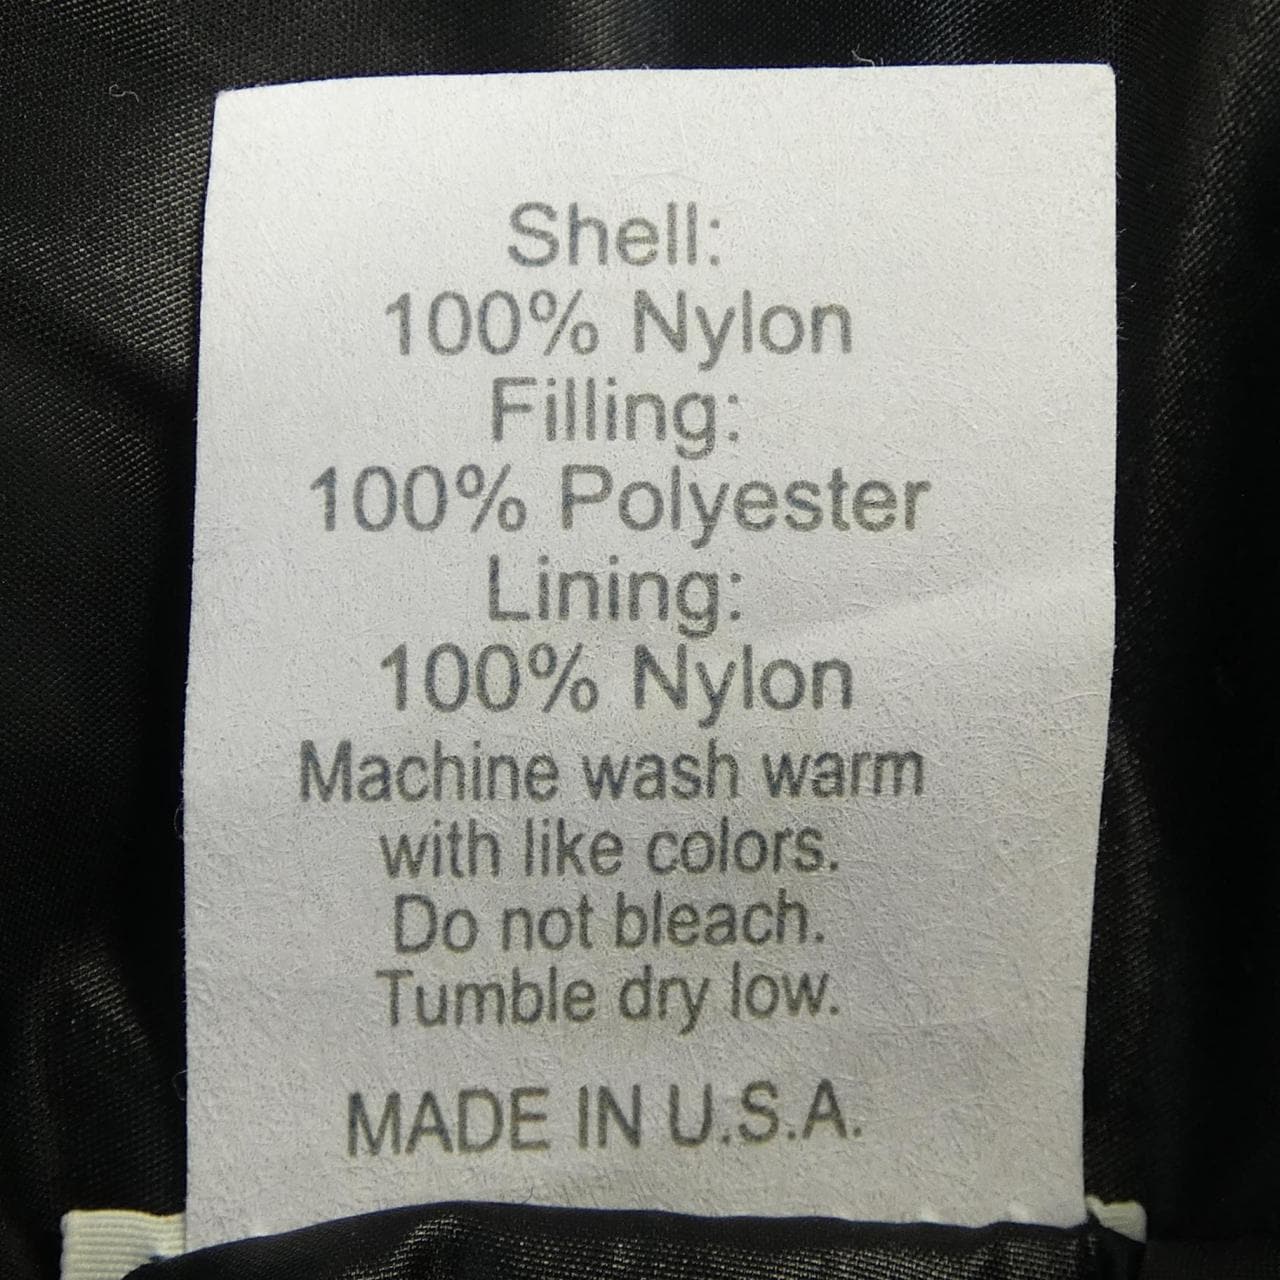 Shell:
100% Nylon
Filling:
100% Polyester
Lining:
100% Nylon
Machine wash warm
with like colors.
Do not bleach.
Tumble dry low.
MADE IN U.S.A.